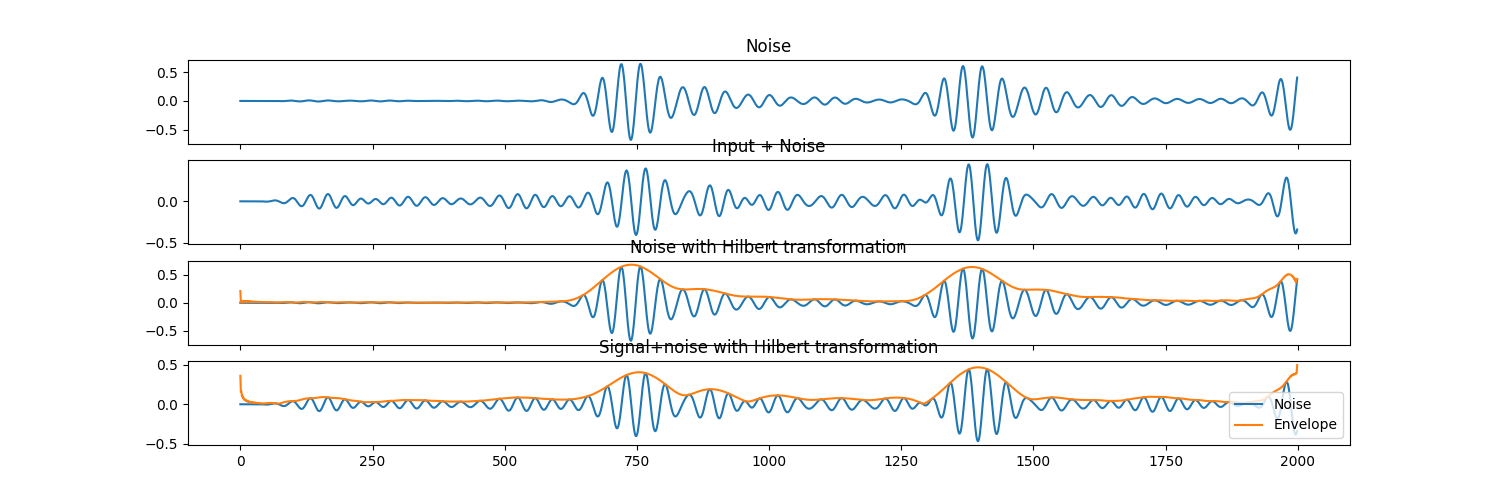 Noise
0.5
0.0
−0.5
Input + Noise
0.0
−0.5
Noise with Hilbert transformation
0.5
0.0
−0.5
Signal+noise with Hilbert transformation
0.5
0.0
−0.5
Noise
Envelope
0 250 500 750 1000 1250 1500 1750 2000